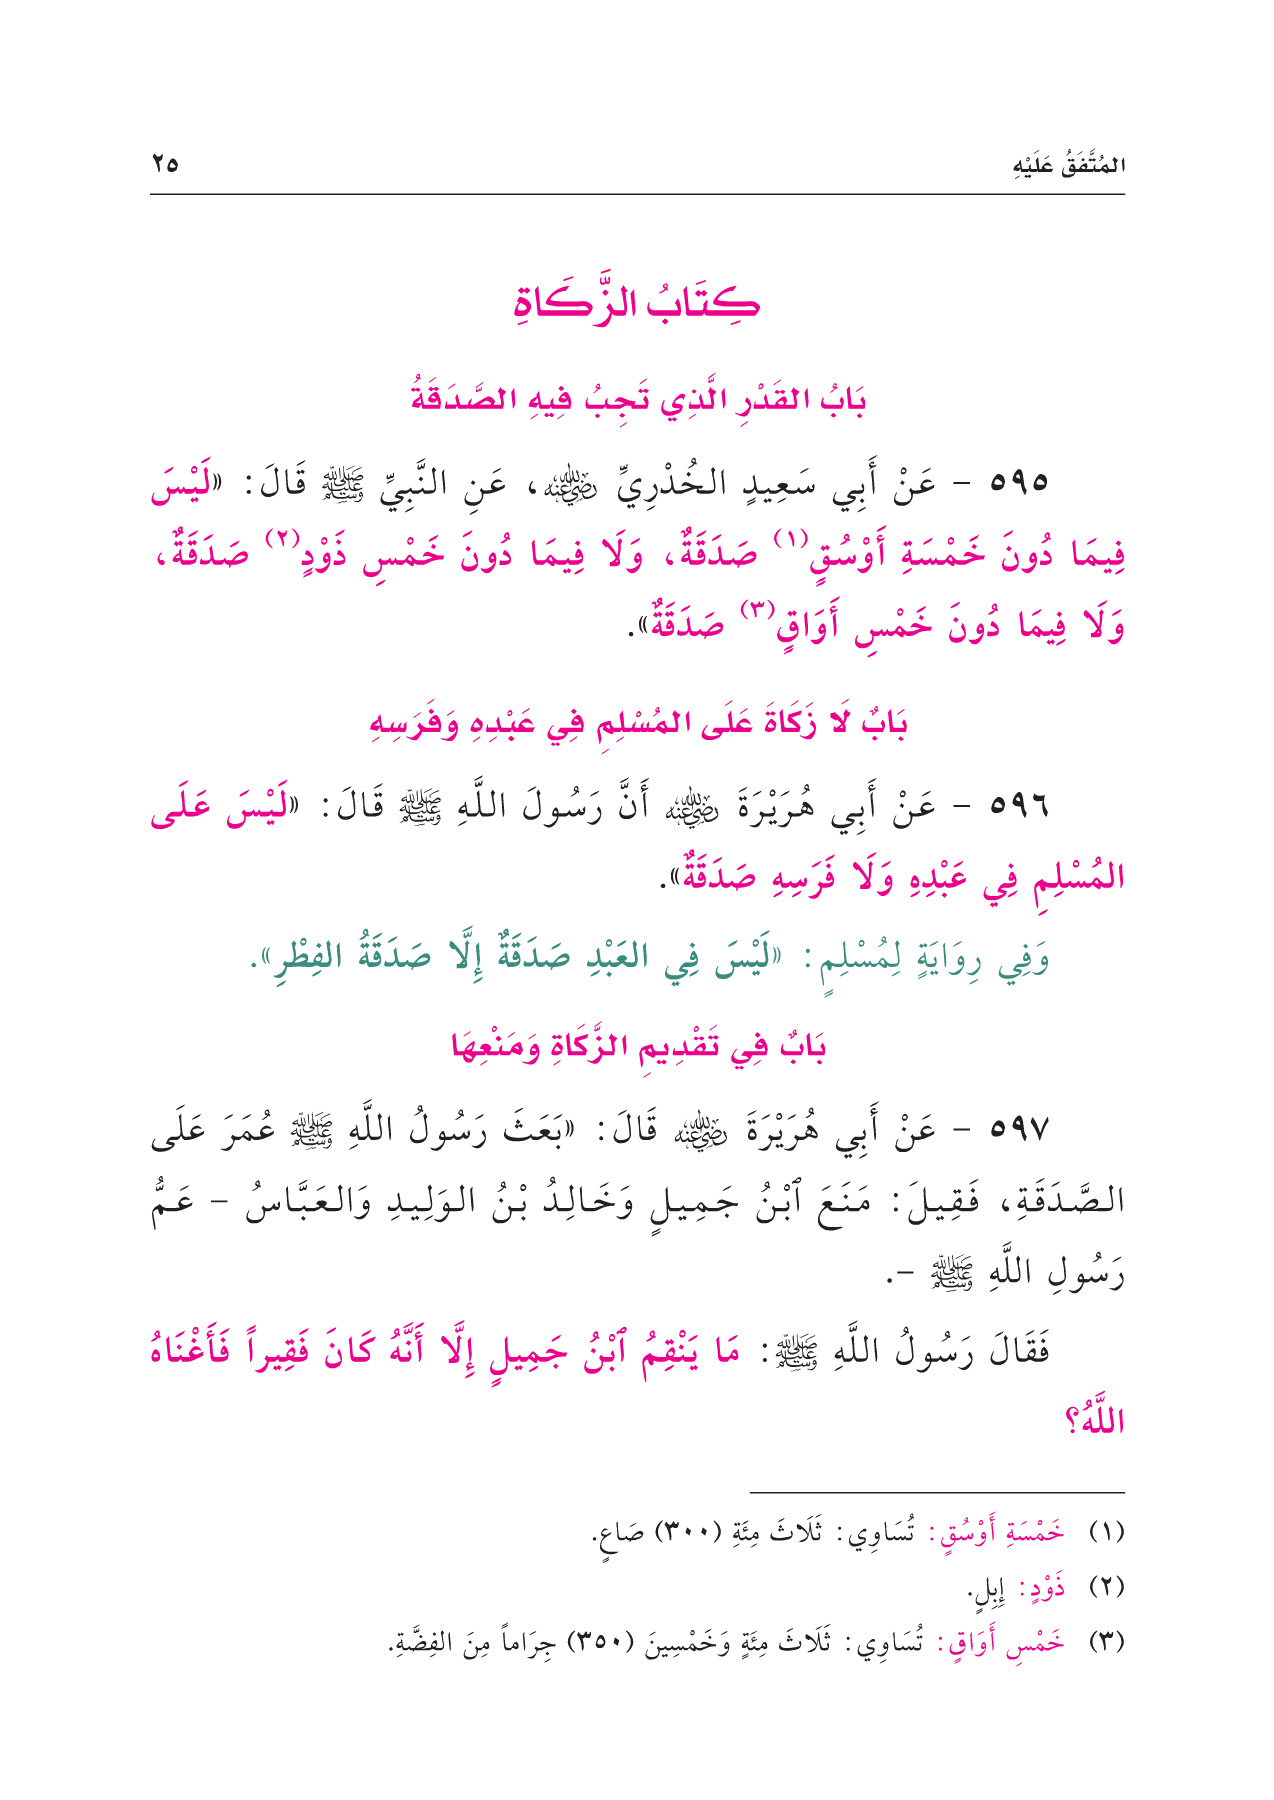 المُتَّفَقُ عَلَيْهِ ٢٥
كِتَابُ الزَّكَاةِ
بَابُ القَدْرِ الَّذِي تَجِبُ فِيهِ الصَّدَقَةُ
٥٩٥ - عَنْ أَبِي سَعِيدٍ الخُدْرِيِّ رضي الله عنه، عَنِ النَّبِيِّ ﷺ قَالَ: «لَيْسَ
فِيمَا دُونَ خَمْسَةِ أَوْسُقٍ(١) صَدَقَةٌ، وَلَا فِيمَا دُونَ خَمْسِ ذَوْدٍ(٢) صَدَقَةٌ،
وَلَا فِيمَا دُونَ خَمْسِ أَوَاقٍ(٣) صَدَقَةٌ».
بَابٌ لَا زَكَاةَ عَلَى المُسْلِمِ فِي عَبْدِهِ وَفَرَسِهِ
٥٩٦ - عَنْ أَبِي هُرَيْرَةَ رضي الله عنه أَنَّ رَسُولَ اللَّهِ ﷺ قَالَ: «لَيْسَ عَلَى
المُسْلِمِ فِي عَبْدِهِ وَلَا فَرَسِهِ صَدَقَةٌ».
وَفِي رِوَايَةٍ لِمُسْلِمٍ: «لَيْسَ فِي العَبْدِ صَدَقَةٌ إِلَّا صَدَقَةُ الفِطْرِ».
بَابٌ فِي تَقْدِيمِ الزَّكَاةِ وَمَنْعِهَا
٥٩٧ - عَنْ أَبِي هُرَيْرَةَ رضي الله عنه قَالَ: «بَعَثَ رَسُولُ اللَّهِ ﷺ عُمَرَ عَلَى
الصَّدَقَةِ، فَقِيلَ: مَنَعَ ٱبْنُ جَمِيلٍ وَخَالِدُ بْنُ الوَلِيدِ وَالعَبَّاسُ - عَمُّ
رَسُولِ اللَّهِ ﷺ -.
فَقَالَ رَسُولُ اللَّهِ ﷺ: مَا يَنْقِمُ ٱبْنُ جَمِيلٍ إِلَّا أَنَّهُ كَانَ فَقِيراً فَأَغْنَاهُ
اللَّهُ؟
(١) خَمْسَةِ أَوْسُقٍ: تُسَاوِي: ثَلَاثَ مِئَةِ (٣٠٠) صَاعٍ.
(٢) ذَوْدٍ: إِبِلٍ.
(٣) خَمْسِ أَوَاقٍ: تُسَاوِي: ثَلَاثَ مِئَةٍ وَخَمْسِينَ (٣٥٠) جِرَاماً مِنَ الفِضَّةِ.